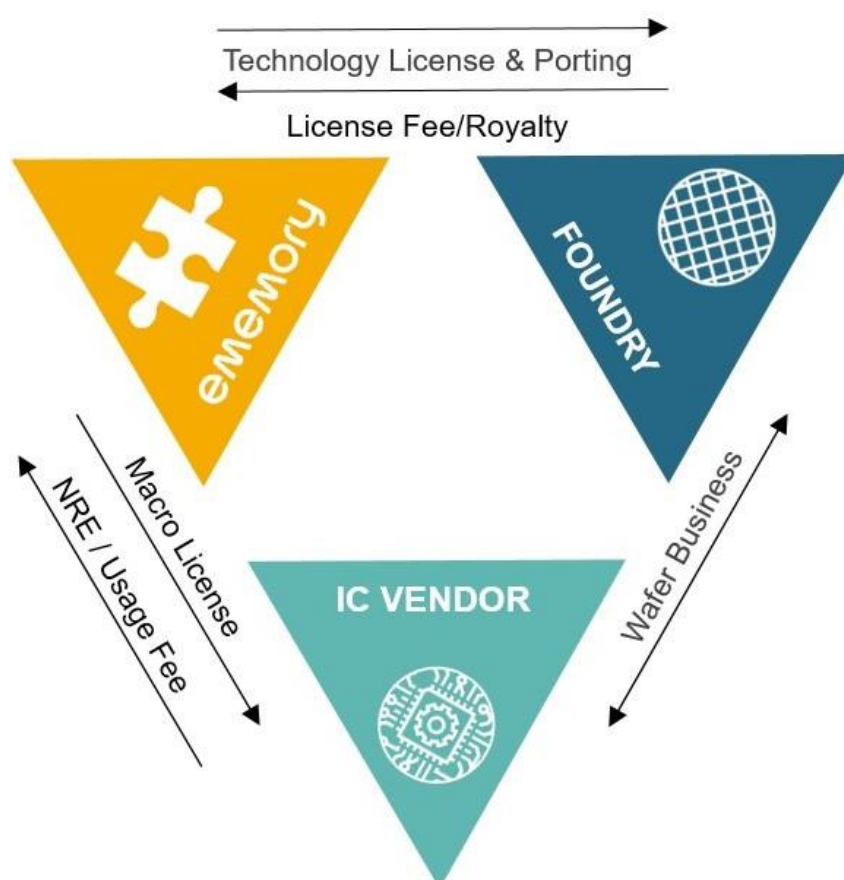 Technology License & Porting
License Fee/Royalty
eMEMORY
FOUNDRY
Macro License
NRE / Usage Fee
IC VENDOR
Wafer Business